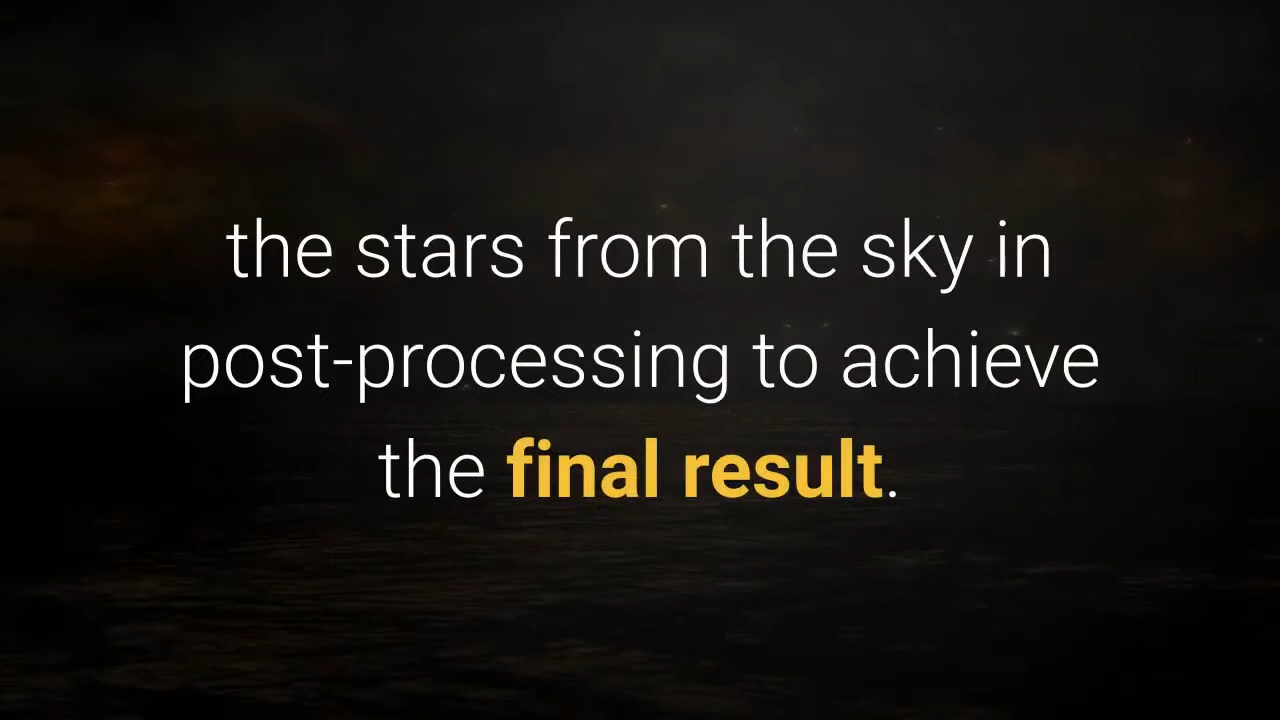 the stars from the sky in
post-processing to achieve
the final result.